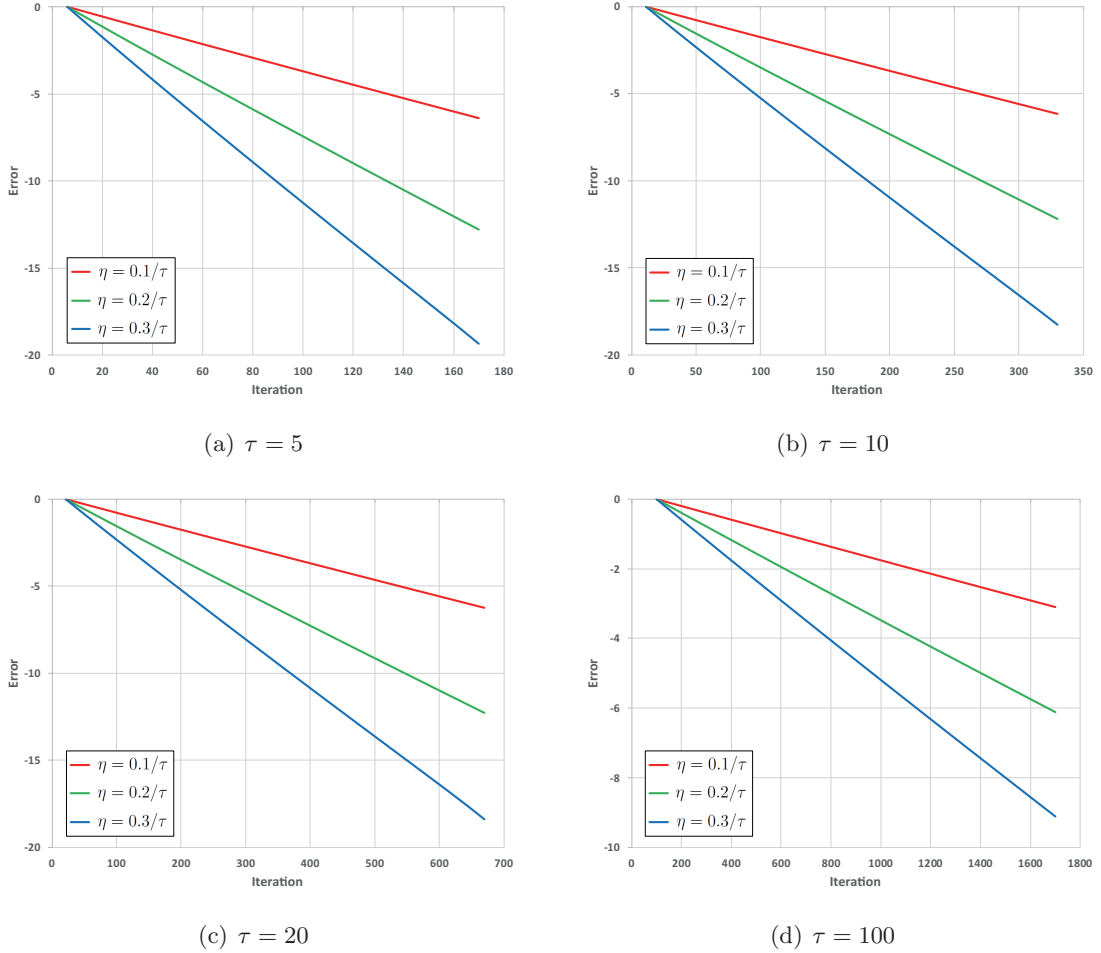 0
-5
-10
-15
-20
Error
η = 0.1/τ
η = 0.2/τ
η = 0.3/τ
0 20 40 60 80 100 120 140 160 180
Iteration
(a) τ = 5
0
-5
-10
-15
-20
Error
η = 0.1/τ
η = 0.2/τ
η = 0.3/τ
0 50 100 150 200 250 300 350
Iteration
(b) τ = 10
0
-5
-10
-15
-20
Error
η = 0.1/τ
η = 0.2/τ
η = 0.3/τ
0 100 200 300 400 500 600 700
Iteration
(c) τ = 20
0
-2
-4
-6
-8
-10
Error
η = 0.1/τ
η = 0.2/τ
η = 0.3/τ
0 200 400 600 800 1000 1200 1400 1600 1800
Iteration
(d) τ = 100